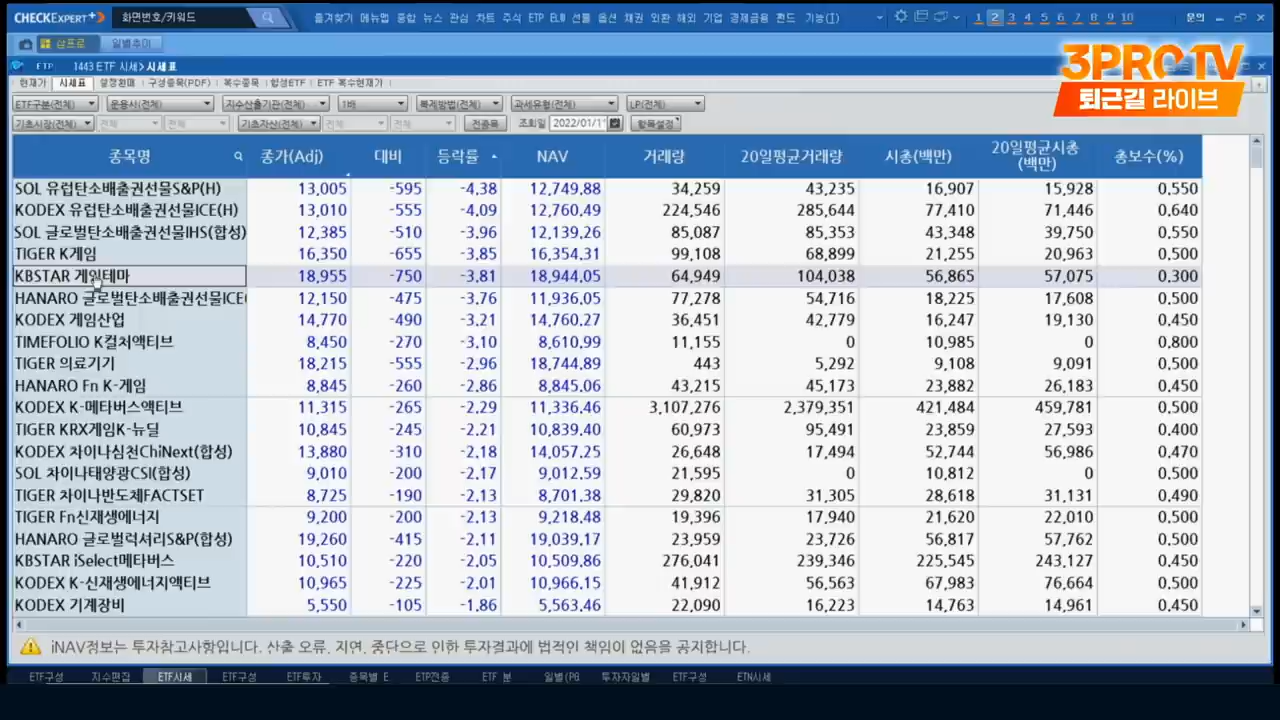 CHECK EXPERT+ 화면번호/키워드 즐겨찾기 메뉴맵 종합 뉴스 관심 차트 주식 ETP ELW 선물 옵션 채권 외환 해외 기업 경제금융 펀드 기능(I) 1 2 3 4 5 6 7 8 9 10 문의
삼프로 일별추이
ETP 1443 ETF 시세>시세표
현재가 시세표 설정환매 구성종목(PDF) 복수종목 합성ETF ETF 복수현재가
3PROTV
퇴근길 라이브
ETF구분(전체) 운용사(전체) 지수산출기관(전체) 1배 복제방법(전체) 과세유형(전체) LP(전체)
기초시장(전체) 전체 전체 기초자산(전체) 전체 전체 전종목 조회일 2022/01/1 항목설정
종목명 종가(Adj) 대비 등락률 NAV 거래량 20일평균거래량 시총(백만) 20일평균시총(백만) 총보수(%)
SOL 유럽탄소배출권선물S&P(H) 13,005 -595 -4.38 12,749.88 34,259 43,235 16,907 15,928 0.550
KODEX 유럽탄소배출권선물ICE(H) 13,010 -555 -4.09 12,760.49 224,546 285,644 77,410 71,446 0.640
SOL 글로벌탄소배출권선물IHS(합성) 12,385 -510 -3.96 12,139.26 85,087 85,353 43,348 39,750 0.550
TIGER K게임 16,350 -655 -3.85 16,354.31 99,108 68,899 21,255 20,963 0.500
KBSTAR 게임테마 18,955 -750 -3.81 18,944.05 64,949 104,038 56,865 57,075 0.300
HANARO 글로벌탄소배출권선물ICE( 12,150 -475 -3.76 11,936.05 77,278 54,716 18,225 17,608 0.500
KODEX 게임산업 14,770 -490 -3.21 14,760.27 36,451 42,779 16,247 19,130 0.450
TIMEFOLIO K컬처액티브 8,450 -270 -3.10 8,610.99 11,155 0 10,985 0 0.800
TIGER 의료기기 18,215 -555 -2.96 18,744.89 443 5,292 9,108 9,091 0.500
HANARO Fn K-게임 8,845 -260 -2.86 8,845.06 43,215 45,173 23,882 26,183 0.450
KODEX K-메타버스액티브 11,315 -265 -2.29 11,336.46 3,107,276 2,379,351 421,484 459,781 0.500
TIGER KRX게임K-뉴딜 10,845 -245 -2.21 10,839.40 60,973 95,491 23,859 27,593 0.400
KODEX 차이나심천ChiNext(합성) 13,880 -310 -2.18 14,057.25 26,648 17,494 52,744 56,986 0.470
SOL 차이나태양광CSI(합성) 9,010 -200 -2.17 9,012.59 21,595 0 10,812 0 0.500
TIGER 차이나반도체FACTSET 8,725 -190 -2.13 8,701.38 29,820 31,305 28,618 31,131 0.490
TIGER Fn신재생에너지 9,200 -200 -2.13 9,218.48 19,396 17,940 21,620 22,010 0.500
HANARO 글로벌럭셔리S&P(합성) 19,260 -415 -2.11 19,039.17 23,959 23,726 56,817 57,762 0.500
KBSTAR iSelect메타버스 10,510 -220 -2.05 10,509.86 276,041 239,346 225,545 243,127 0.450
KODEX K-신재생에너지액티브 10,965 -225 -2.01 10,966.15 41,912 56,563 67,983 76,664 0.500
KODEX 기계장비 5,550 -105 -1.86 5,563.46 22,090 16,223 14,763 14,961 0.450
iNAV정보는 투자참고사항입니다. 산출 오류, 지연, 중단으로 인한 투자결과에 법적인 책임이 없음을 공지합니다.
ETF구성 지수편집 ETF시세 ETF구성 ETF투자 종목별 E ETP전종 ETF 분 일별(PG 투자자일별 ETF구성 ETN시세